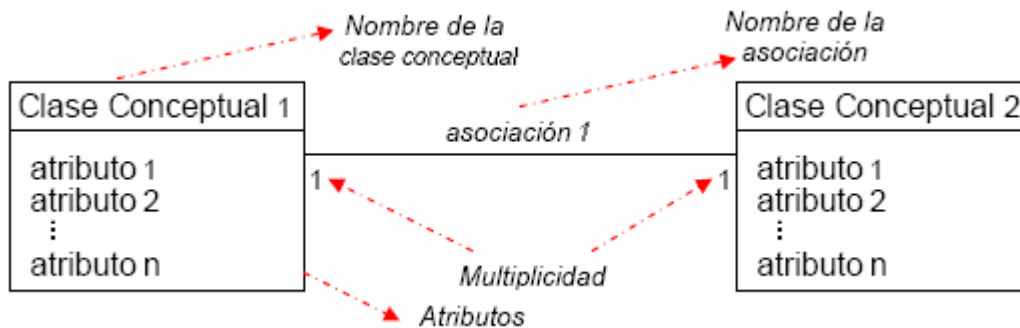 Nombre de la
clase conceptual
Nombre de la
asociación
Clase Conceptual 1
asociación 1
Clase Conceptual 2
atributo 1
atributo 2
⋮
atributo n
1
1
atributo 1
atributo 2
⋮
atributo n
Multiplicidad
Atributos